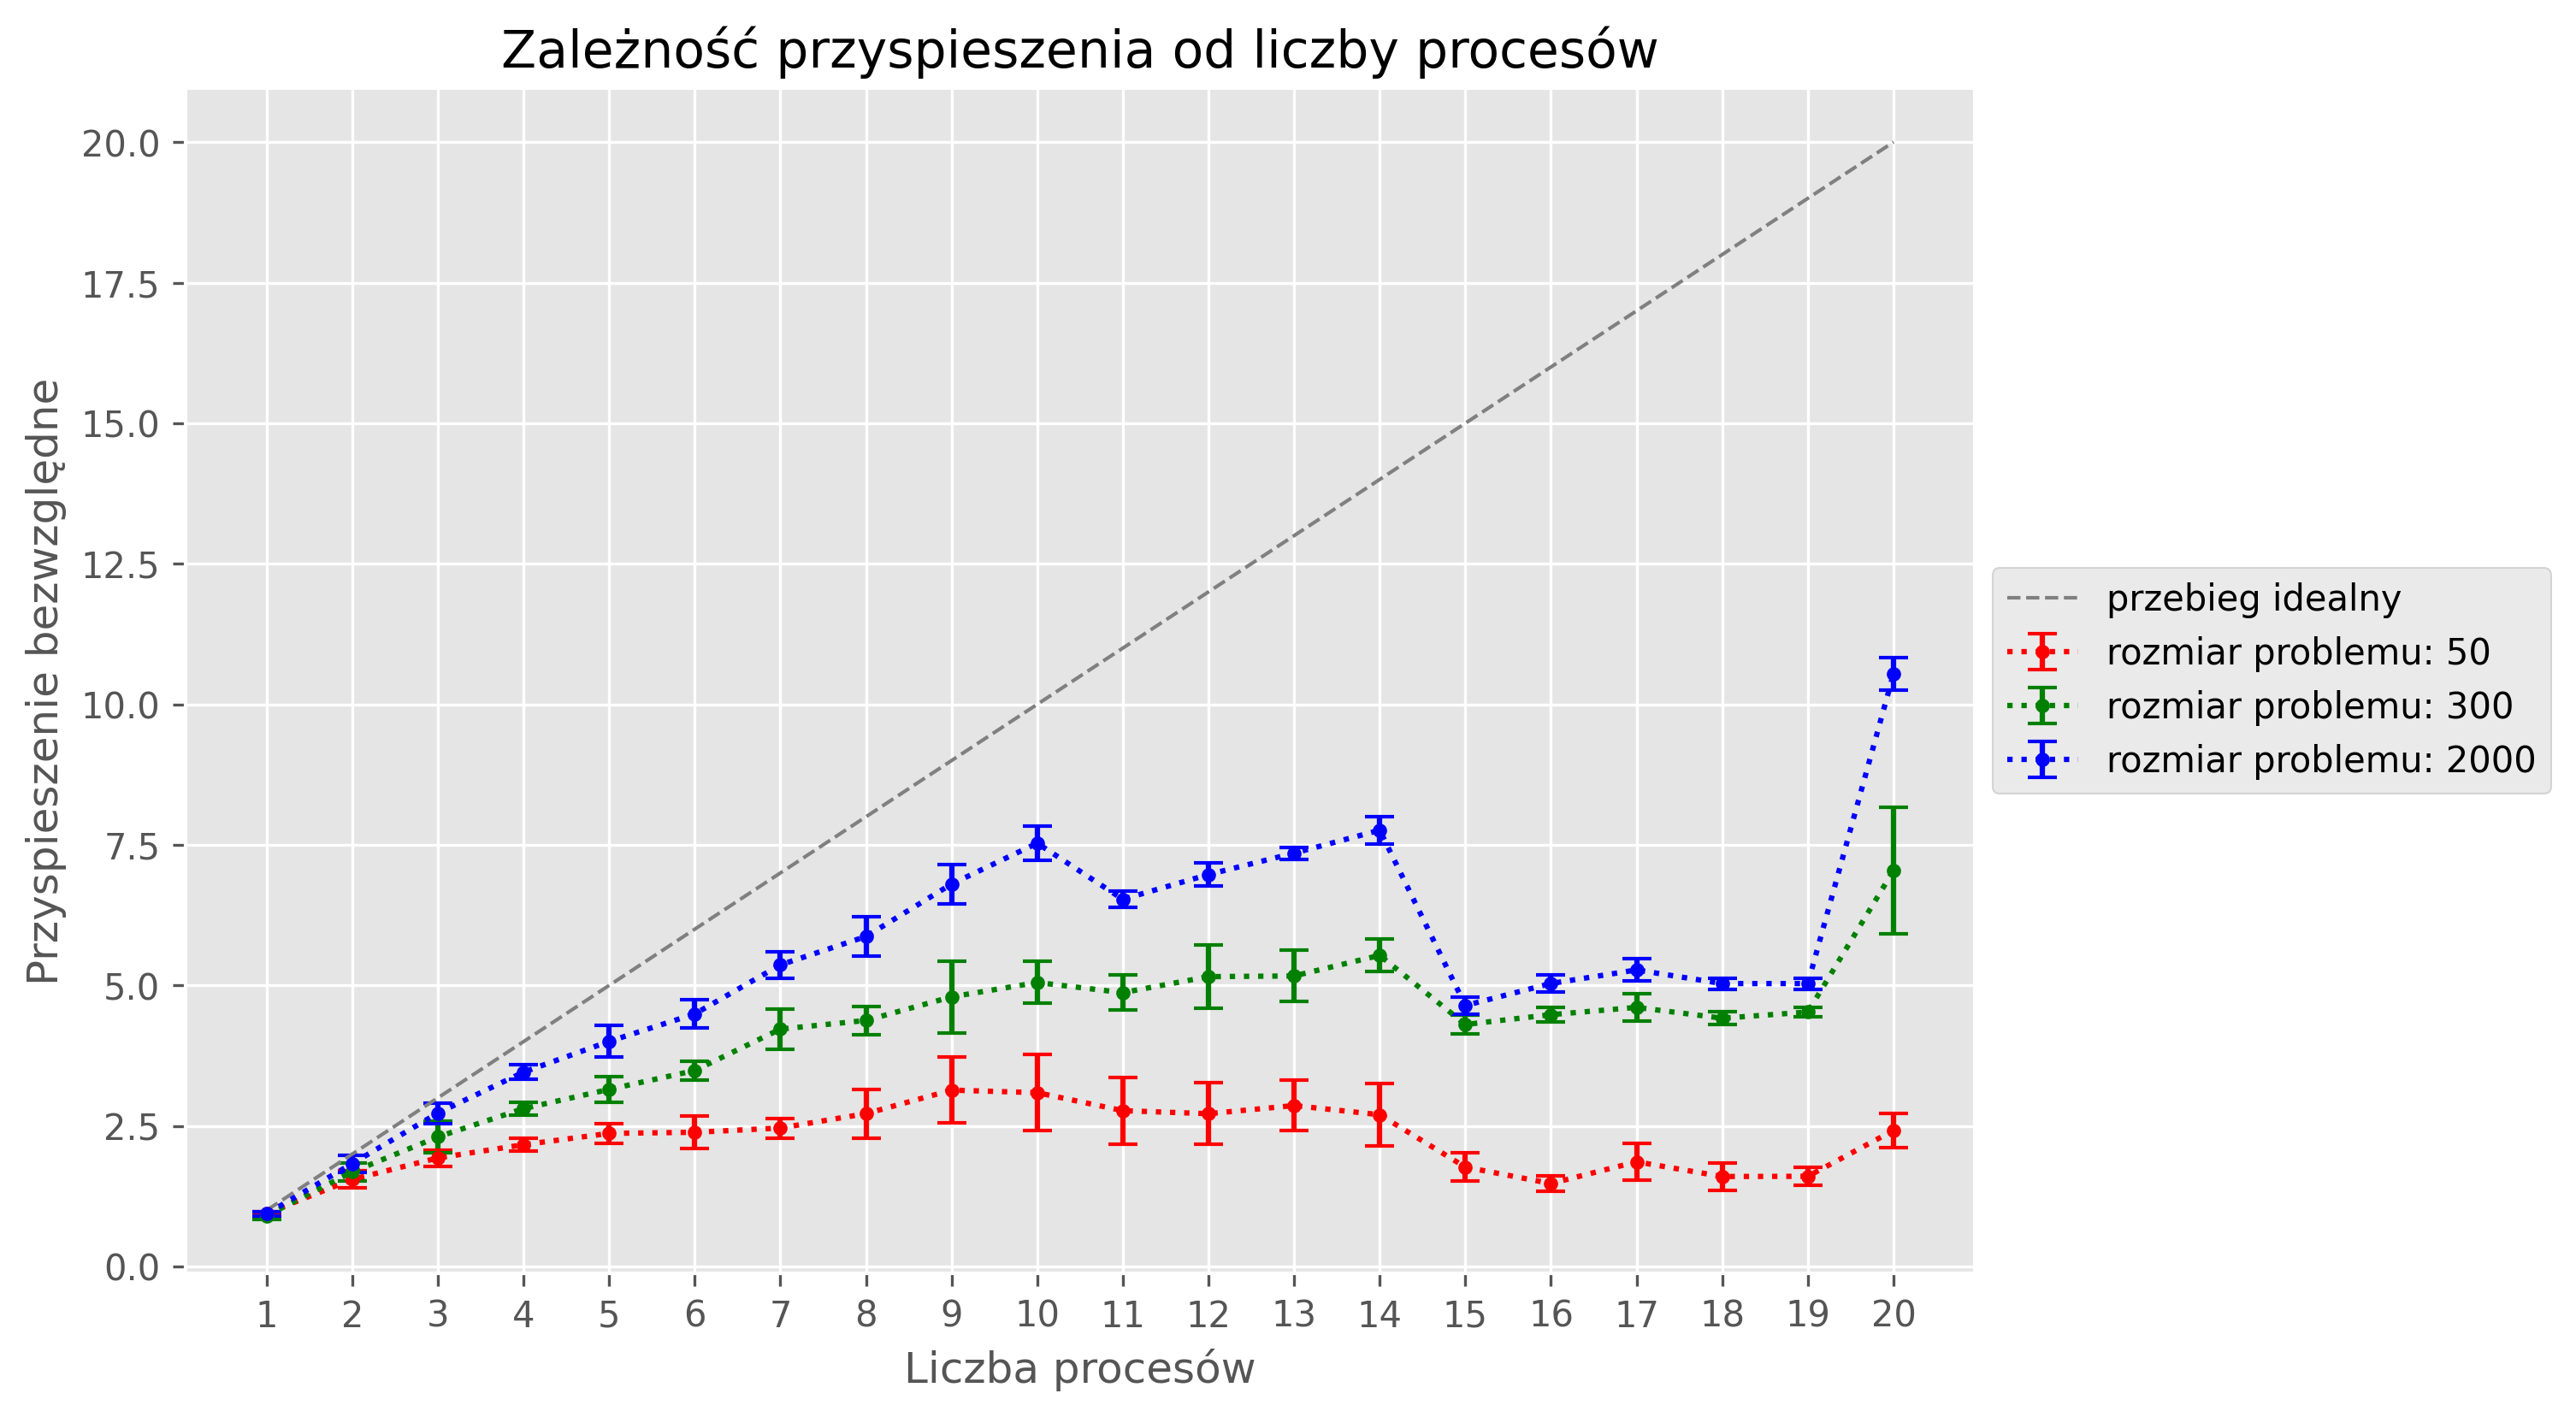 Zależność przyspieszenia od liczby procesów
Przyspieszenie bezwzględne
20.0
17.5
15.0
12.5
10.0
7.5
5.0
2.5
0.0
1 2 3 4 5 6 7 8 9 10 11 12 13 14 15 16 17 18 19 20
Liczba procesów
przebieg idealny
rozmiar problemu: 50
rozmiar problemu: 300
rozmiar problemu: 2000